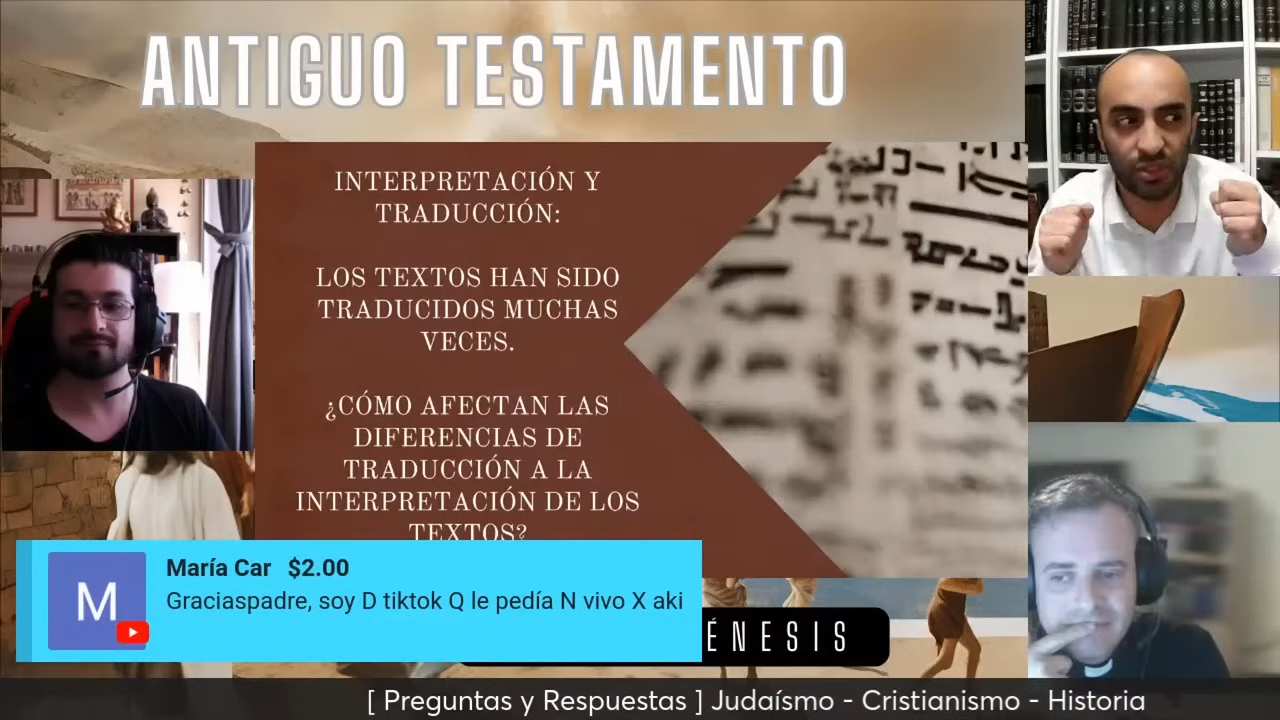 ANTIGUO TESTAMENTO
INTERPRETACIÓN Y
TRADUCCIÓN:
LOS TEXTOS HAN SIDO
TRADUCIDOS MUCHAS
VECES.
¿CÓMO AFECTAN LAS
DIFERENCIAS DE
TRADUCCIÓN A LA
INTERPRETACIÓN DE LOS
TEXTOS?
M
María Car $2.00
Graciaspadre, soy D tiktok Q le pedía N vivo X aki
ÉNESIS
[ Preguntas y Respuestas ] Judaísmo - Cristianismo - Historia